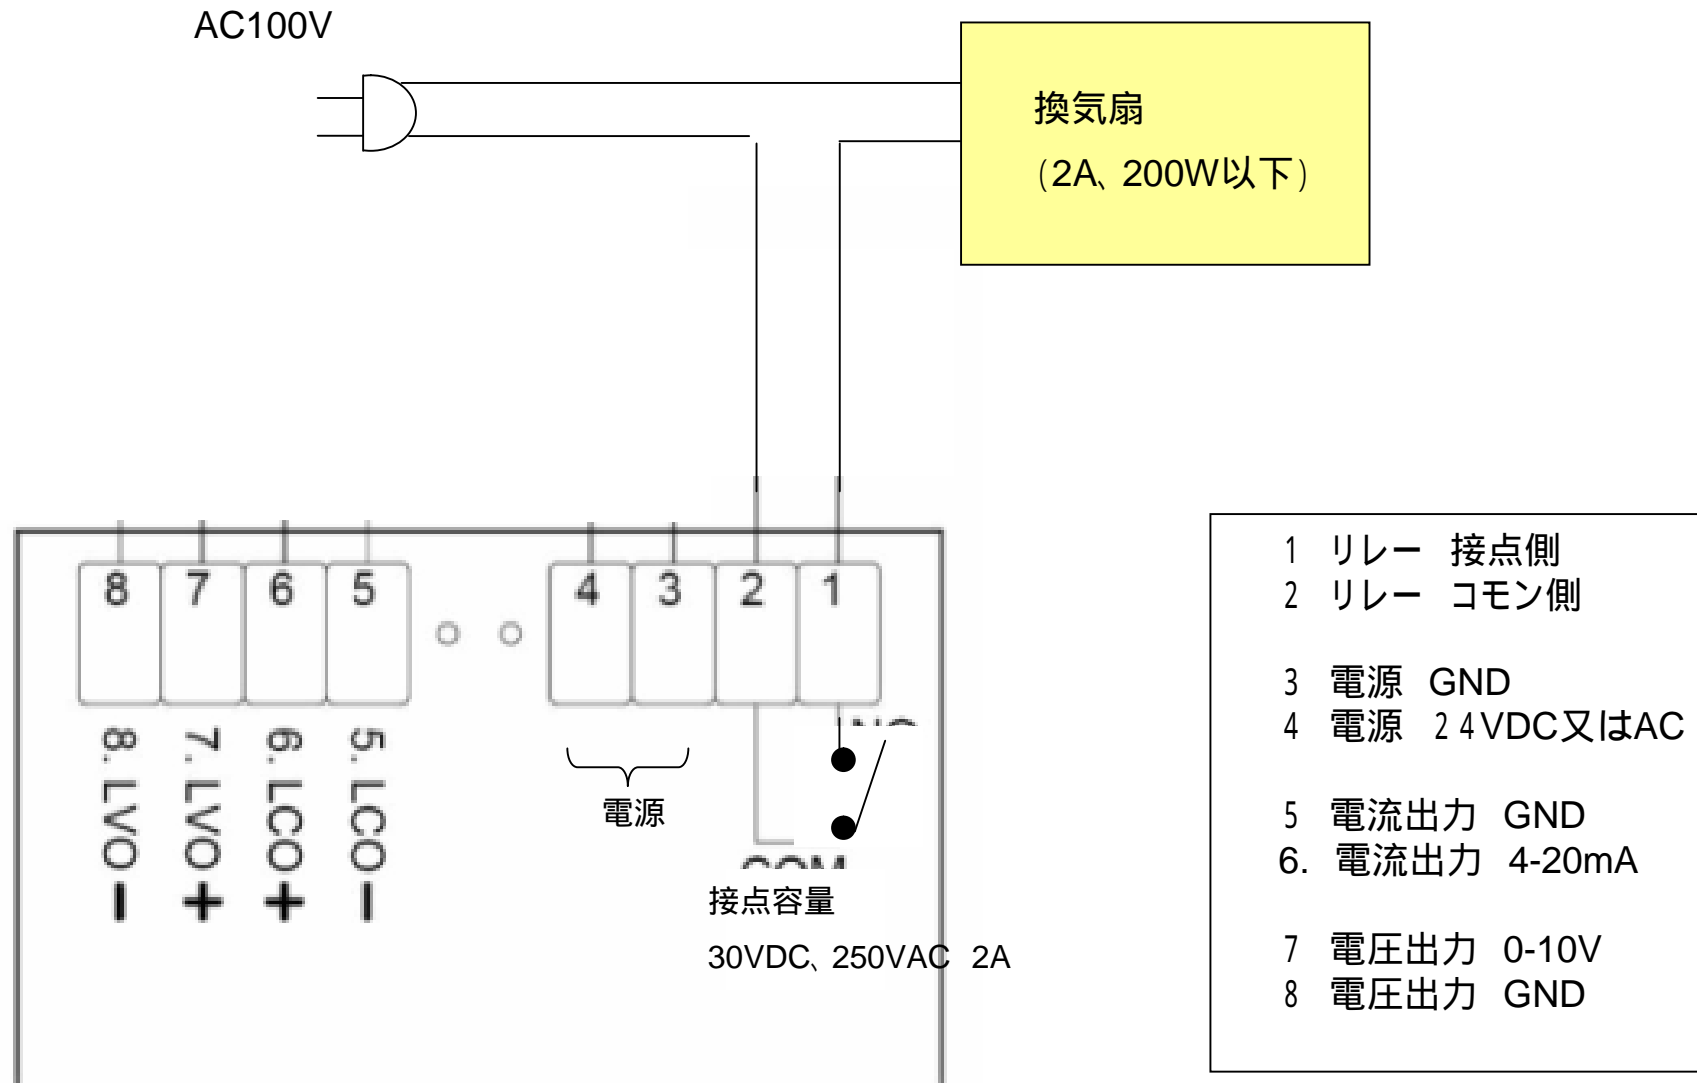 AC100V
換気扇
(2A、200W以下)
8 7 6 5 4 3 2 1
8. LVO −
7. LVO +
6. LCO +
5. LCO −
電源
接点容量
30VDC、250VAC 2A
1 リレー 接点側
2 リレー コモン側
3 電源 GND
4 電源 24VDC又はAC
5 電流出力 GND
6. 電流出力 4-20mA
7 電圧出力 0-10V
8 電圧出力 GND